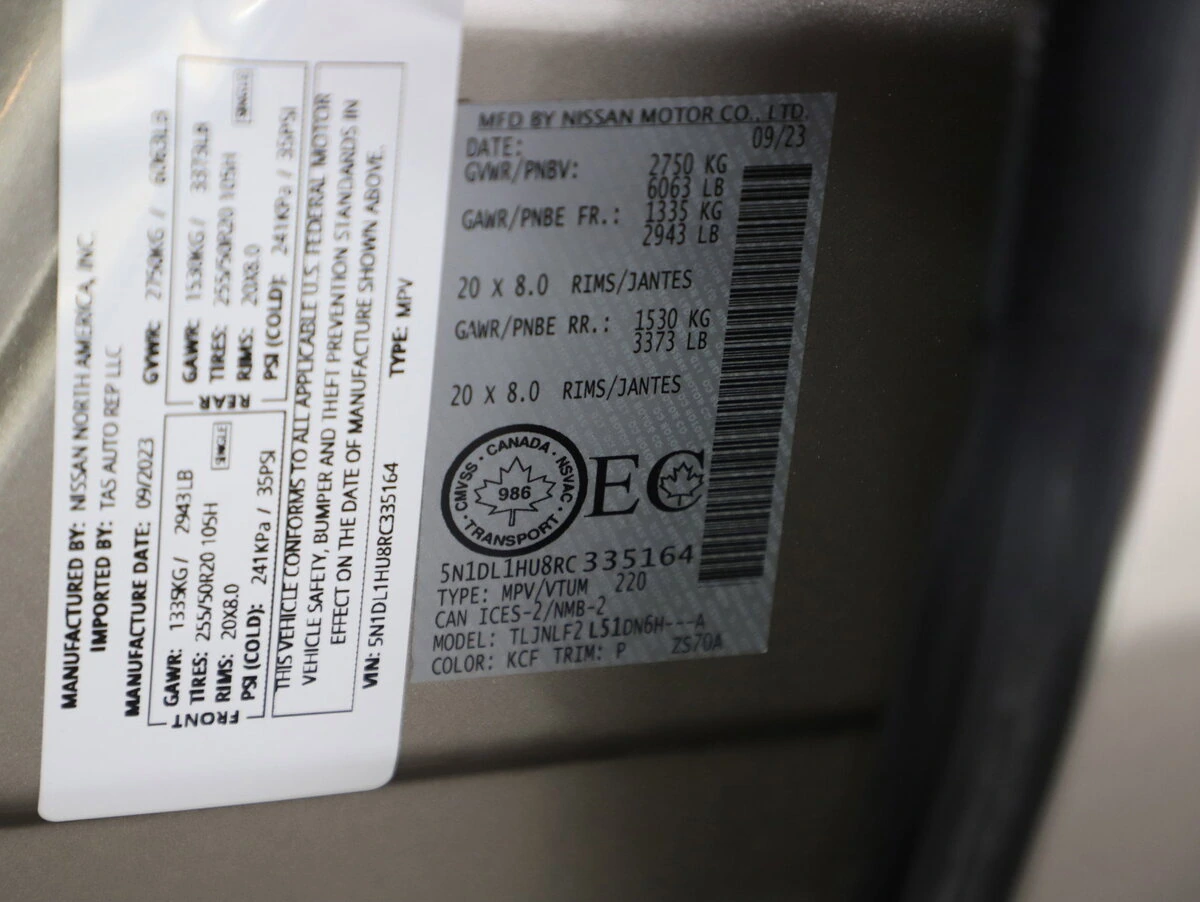 MANUFACTURED BY: NISSAN NORTH AMERICA, INC.
IMPORTED BY: TAS AUTO REP LLC
MANUFACTURE DATE: 09/2023
GVWR: 2750KG / 6063LB
FRONT
GAWR: 1335KG / 2943LB
TIRES: 255/50R20 105H SINGLE
RIMS: 20X8.0
PSI (COLD): 241KPa / 35PSI
REAR
GAWR: 1530KG / 3373LB
TIRES: 255/50R20 105H SINGLE
RIMS: 20X8.0
PSI (COLD): 241KPa / 35PSI
THIS VEHICLE CONFORMS TO ALL APPLICABLE U.S. FEDERAL MOTOR
VEHICLE SAFETY, BUMPER AND THEFT PREVENTION STANDARDS IN
EFFECT ON THE DATE OF MANUFACTURE SHOWN ABOVE.
VIN: 5N1DL1HU8RC335164 TYPE: MPV
MFD BY NISSAN MOTOR CO., LTD.
DATE: 09/23
GVWR/PNBV: 2750 KG
6063 LB
GAWR/PNBE FR.: 1335 KG
2943 LB
20 X 8.0 RIMS/JANTES
GAWR/PNBE RR.: 1530 KG
3373 LB
20 X 8.0 RIMS/JANTES
CMVSS · CANADA · NSVAC · TRANSPORT ·
986
EC
5N1DL1HU8RC335164
TYPE: MPV/VTUM 220
CAN ICES-2/NMB-2
MODEL: TLJNLF2 L51DN6H---A
COLOR: KCF TRIM: P ZS70A